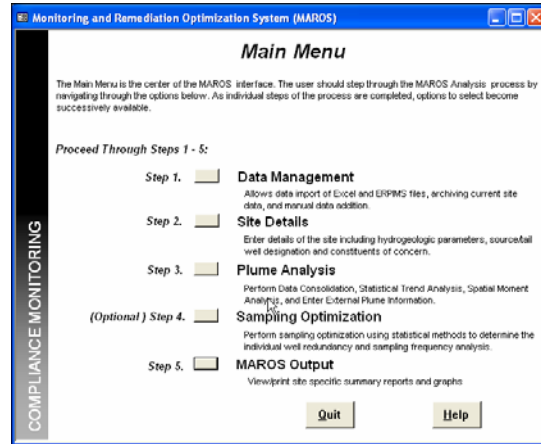 Monitoring and Remediation Optimization System (MAROS)
Main Menu
The Main Menu is the center of the MAROS interface. The user should step through the MAROS Analysis process by
navigating through the options below. As individual steps of the process are completed, options to select become
successively available.
Proceed Through Steps 1 - 5:
Step 1. Data Management
Allows data import of Excel and ERPIMS files, archiving current site
data, and manual data addition.
Step 2. Site Details
Enter details of the site including hydrogeologic parameters, source/tail
well designation and constituents of concern.
Step 3. Plume Analysis
Perform Data Consolidation, Statistical Trend Analysis, Spatial Moment
Analysis, and Enter External Plume Information.
(Optional ) Step 4. Sampling Optimization
Perform sampling optimization using statistical methods to determine the
individual well redundancy and sampling frequency analysis.
Step 5. MAROS Output
View/print site specific summary reports and graphs
Quit Help
COMPLIANCE MONITORING